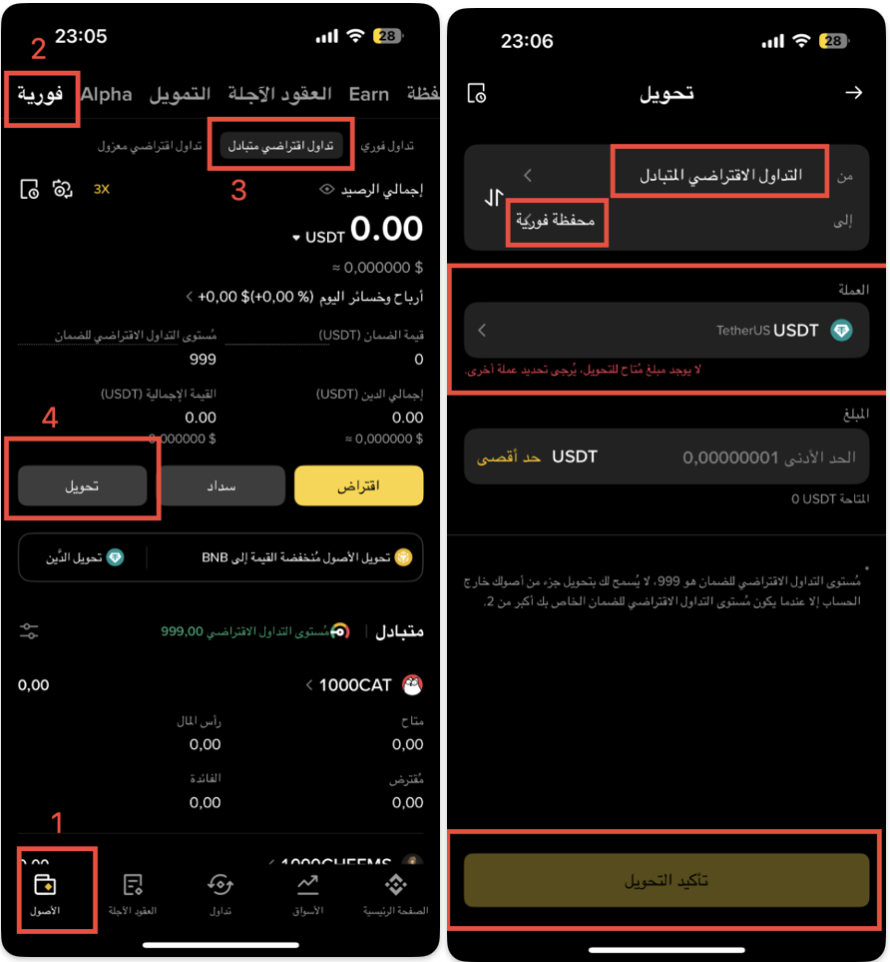 23:05
28
2
فورية
Alpha
التمويل
العقود الآجلة
Earn
فظة
تداول فوري
تداول اقتراضي متبادل
تداول اقتراضي معزول
3
إجمالي الرصيد
3X
0.00 USDT
≈ 0,000000 $
أرباح وخسائر اليوم +0,00 $(+0,00 %)
قيمة الضمان (USDT)
مُستوى التداول الاقتراضي للضمان
0
999
إجمالي الدين (USDT)
القيمة الإجمالية (USDT)
0.00
0.00
≈ 0,000000 $
0,000000 $
4
اقتراض
سداد
تحويل
تحويل الأصول مُنخفضة القيمة إلى BNB
تحويل الدَّين
متبادل
مُستوى التداول الاقتراضي 999,00
1000CAT
0,00
متاح
رأس المال
0,00
0,00
مُقترض
الفائدة
0,00
0,00
1
1000CHEEMS
0,00
الصفحة الرئيسية
الأسواق
تداول
العقود الآجلة
الأصول
23:06
28
تحويل
من
التداول الاقتراضي المتبادل
إلى
محفظة فورية
العملة
USDT TetherUS
لا يوجد مبلغ مُتاح للتحويل، يُرجى تحديد عملة أخرى.
المبلغ
الحد الأدنى 0,00000001
USDT
حد أقصى
المتاحة 0 USDT
* مُستوى التداول الاقتراضي للضمان هو 999، لا يُسمح لك بتحويل جزء من أصولك خارج
الحساب إلا عندما يكون مُستوى التداول الاقتراضي للضمان الخاص بك أكبر من 2.
تأكيد التحويل